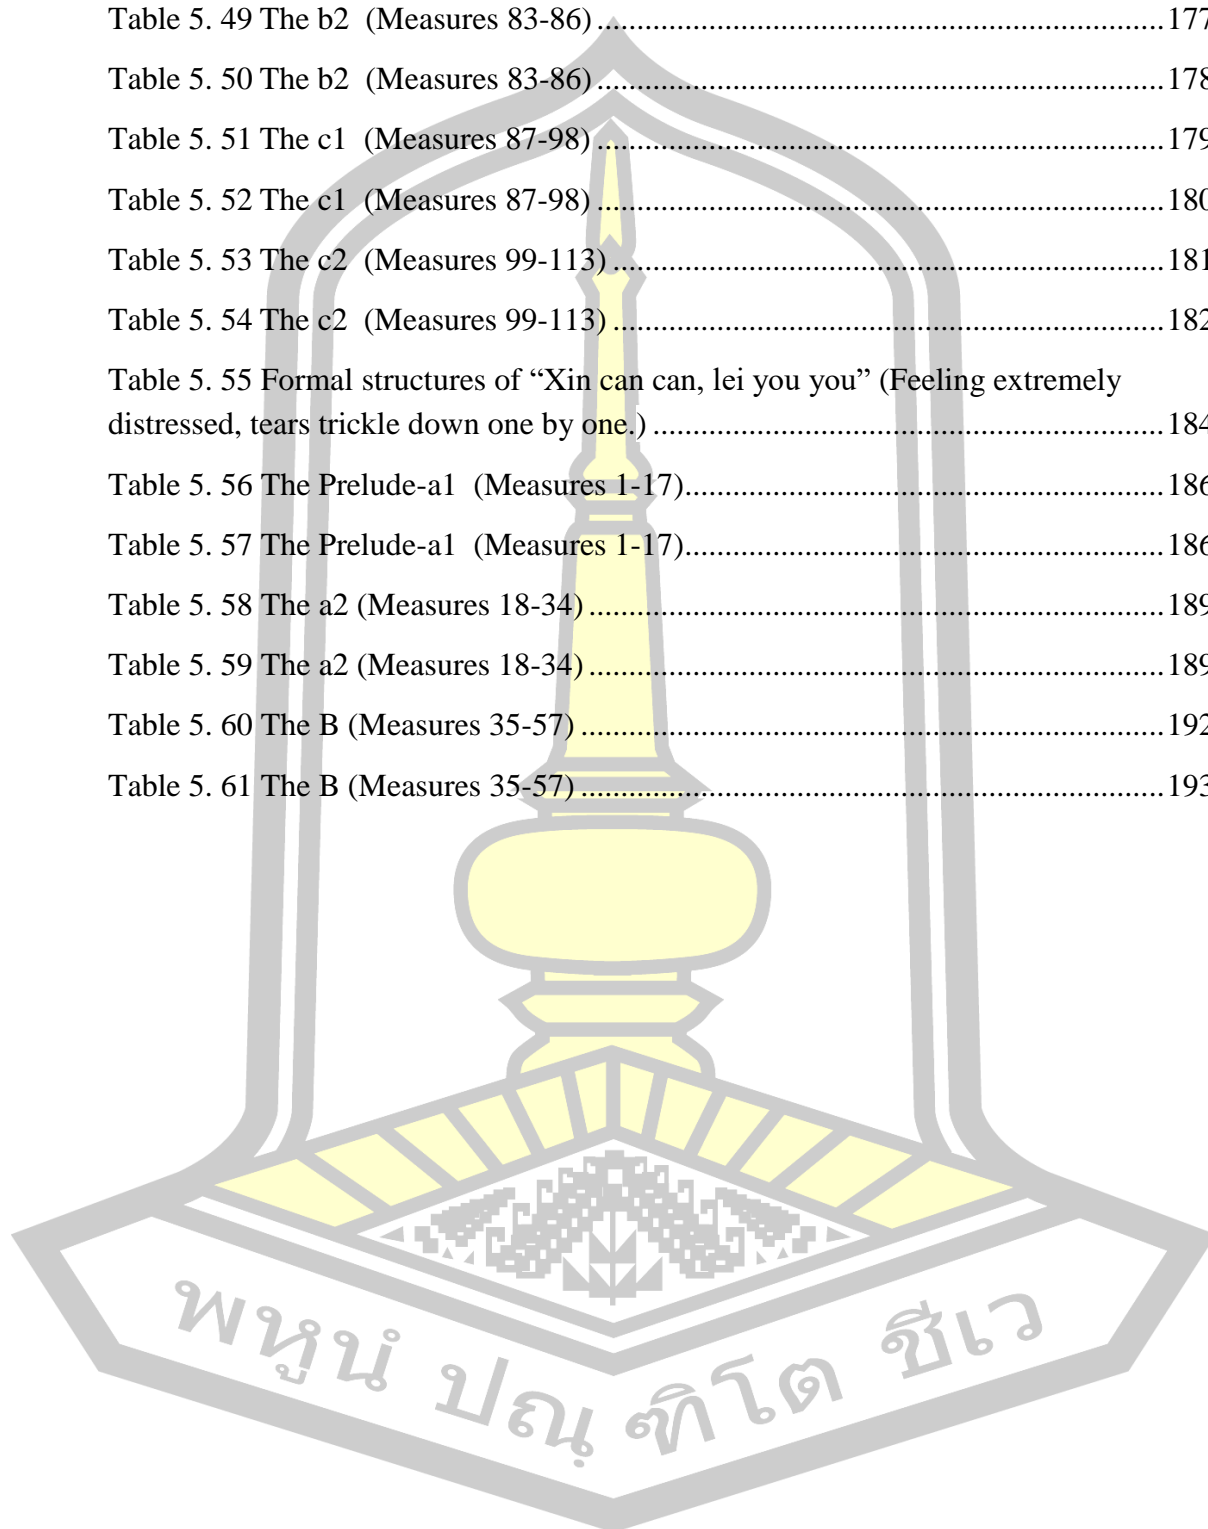 Table 5. 49 The b2  (Measures 83-86) ................................................................ 177
Table 5. 50 The b2  (Measures 83-86) ................................................................ 178
Table 5. 51 The c1  (Measures 87-98) ................................................................ 179
Table 5. 52 The c1  (Measures 87-98) ................................................................ 180
Table 5. 53 The c2  (Measures 99-113) .............................................................. 181
Table 5. 54 The c2  (Measures 99-113) .............................................................. 182
Table 5. 55 Formal structures of “Xin can can, lei you you” (Feeling extremely
distressed, tears trickle down one by one.) ......................................................... 184
Table 5. 56 The Prelude-a1  (Measures 1-17)..................................................... 186
Table 5. 57 The Prelude-a1  (Measures 1-17)..................................................... 186
Table 5. 58 The a2 (Measures 18-34) ................................................................. 189
Table 5. 59 The a2 (Measures 18-34) ................................................................. 189
Table 5. 60 The B (Measures 35-57) .................................................................. 192
Table 5. 61 The B (Measures 35-57) .................................................................. 193
พหูนํ ปณฺ ฑิโต ชีเว